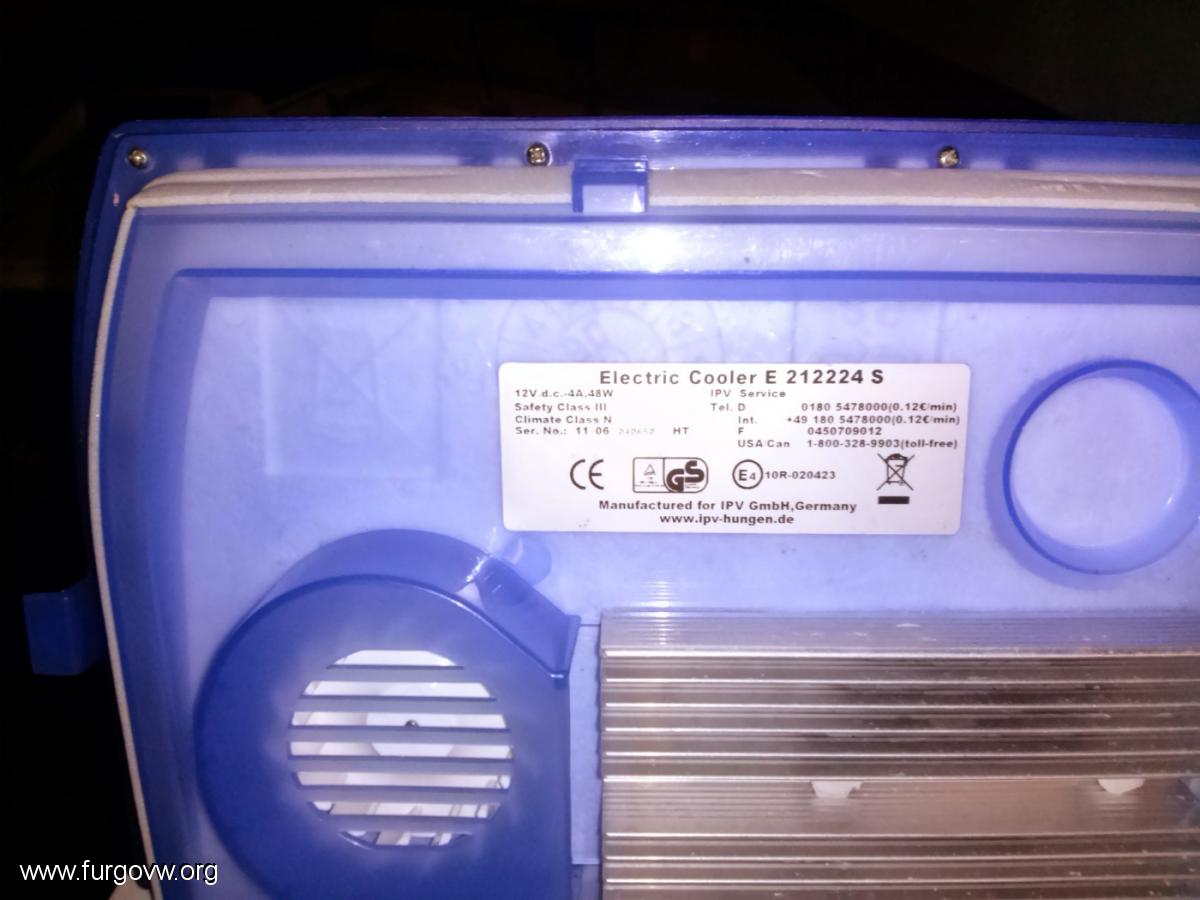 Electric Cooler E 212224 S
12V.d.c.-4A,48W
Safety Class III
Climate Class N
Ser. No.: 11 06 040650 HT
IPV Service
Tel. D 0180 5478000(0.12€/min)
Int. +49 180 5478000(0.12€/min)
F 0450709012
USA/Can 1-800-328-9903(toll-free)
CE
GS
E4 10R-020423
Manufactured for IPV GmbH,Germany
www.ipv-hungen.de
www.furgovw.org